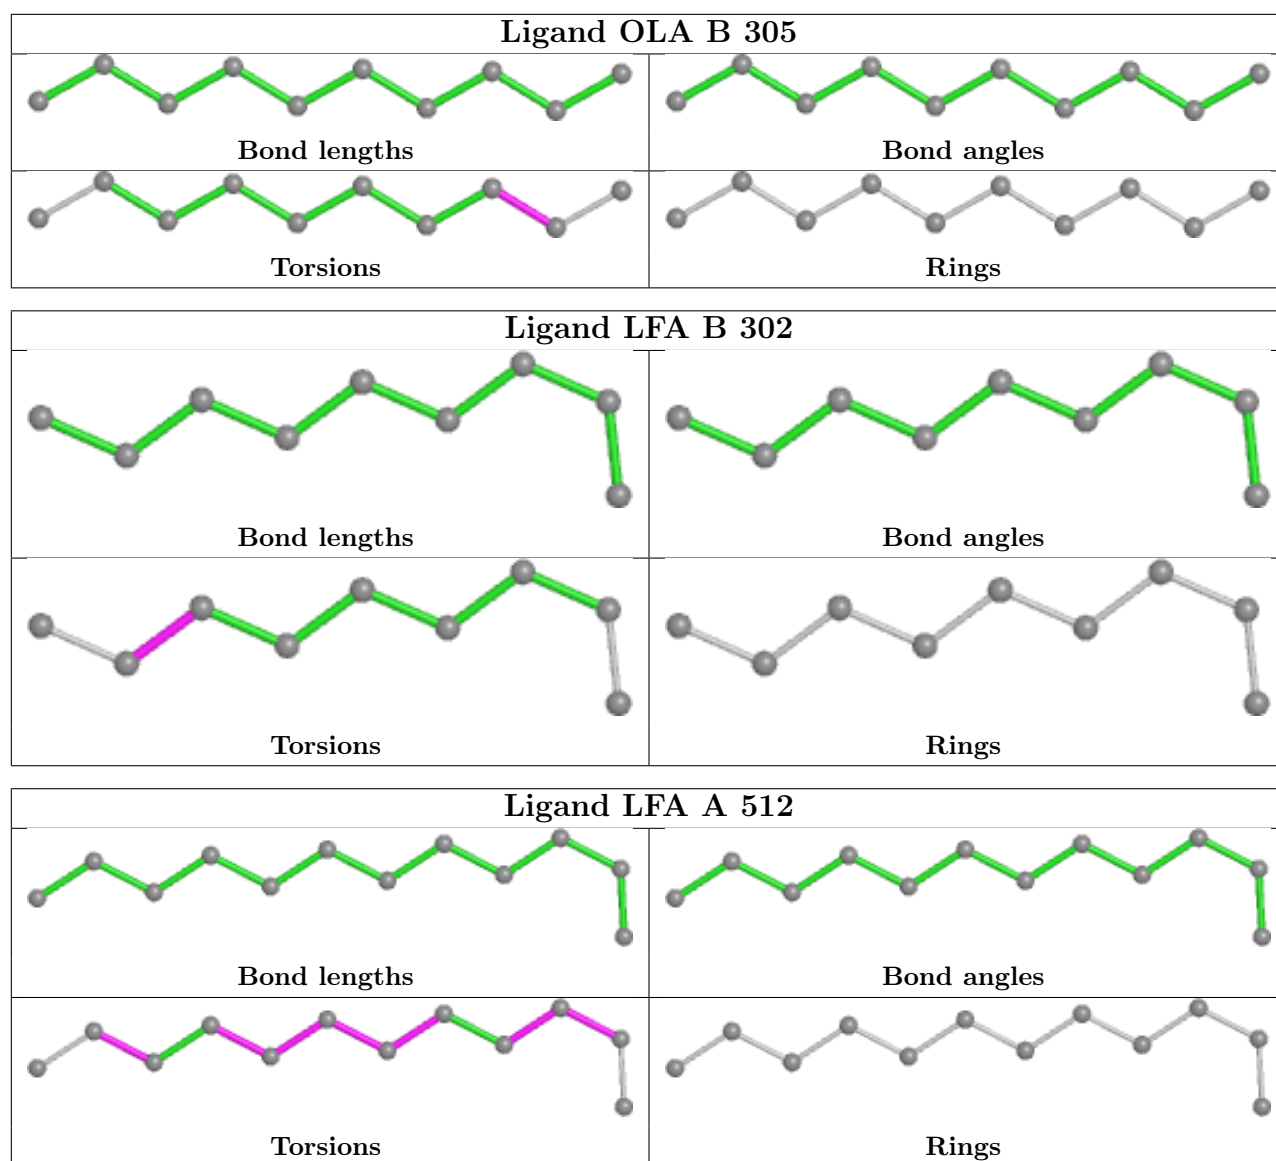 Ligand OLA B 305
Bond lengths Bond angles
Torsions Rings
Ligand LFA B 302
Bond lengths Bond angles
Torsions Rings
Ligand LFA A 512
Bond lengths Bond angles
Torsions Rings